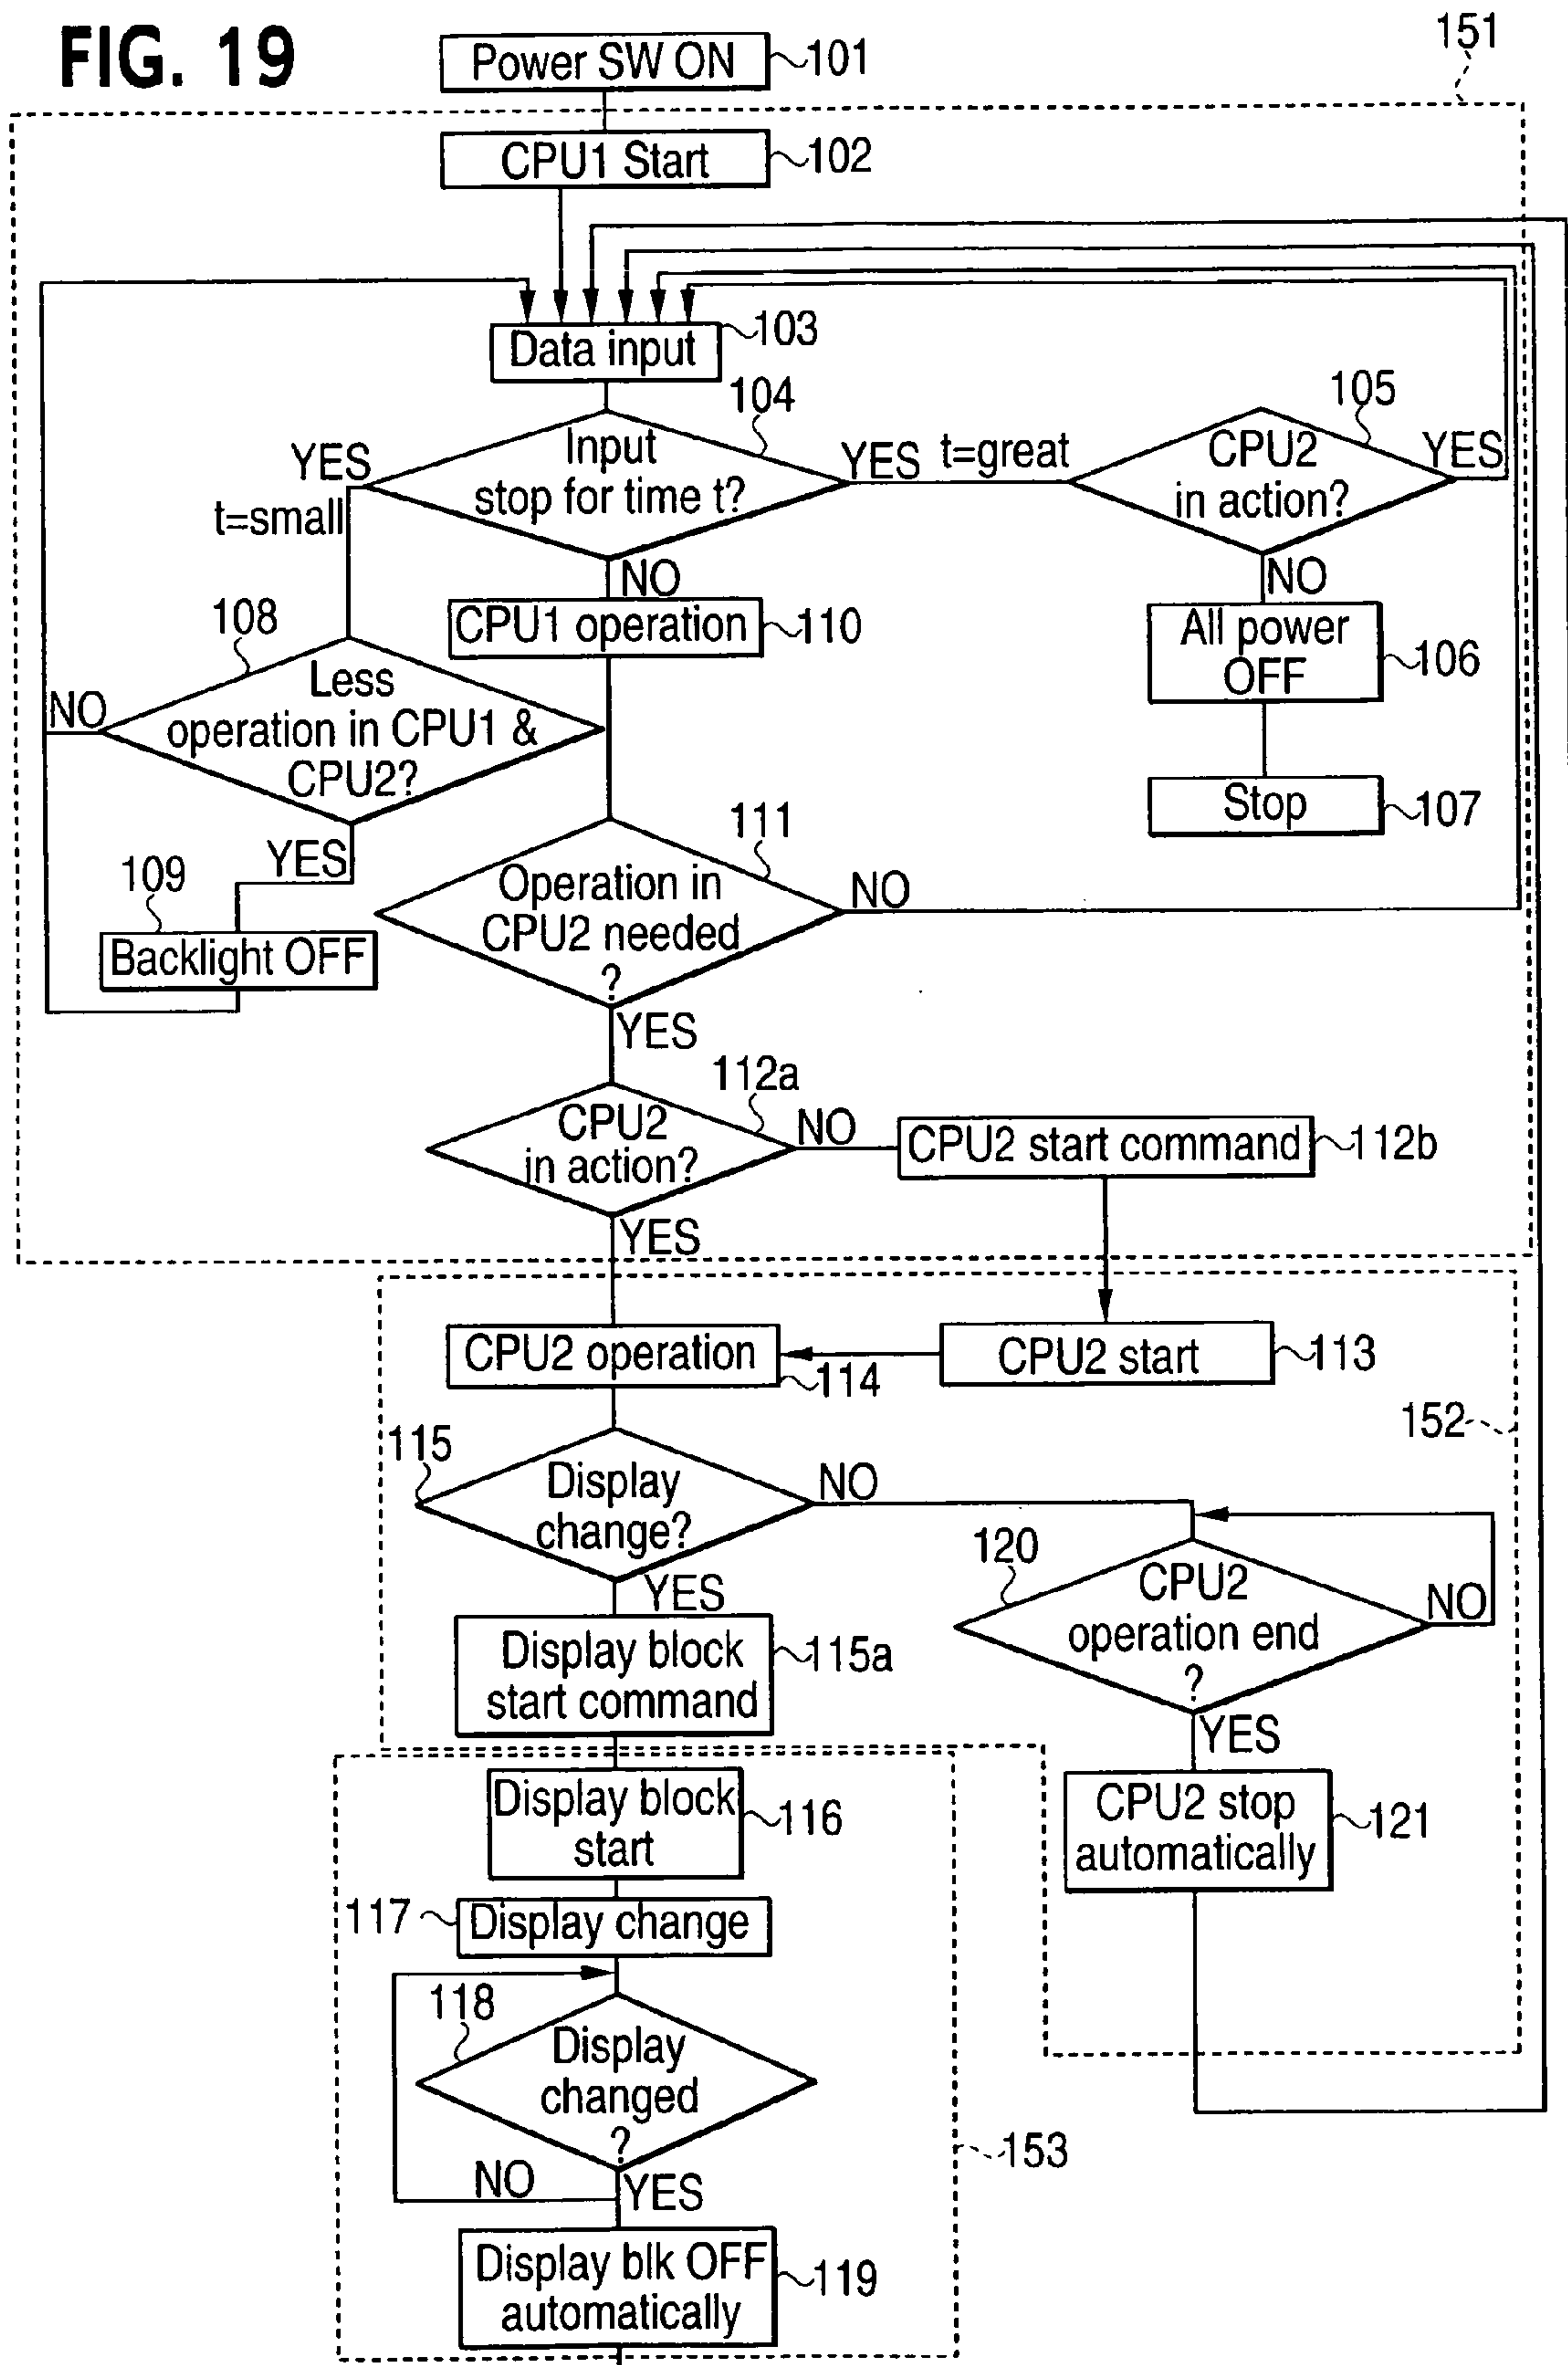 FIG. 19
151
Power SW ON
101
CPU1 Start
102
Data input
103
104
105
YES
Input
stop for time t?
YES
t=great
CPU2
in action?
YES
t=small
NO
NO
108
CPU1 operation
110
All power
OFF
106
Less
operation in CPU1 &
CPU2?
NO
Stop
107
111
YES
109
Operation in
CPU2 needed
?
NO
Backlight OFF
YES
112a
CPU2
in action?
NO
CPU2 start command
112b
YES
CPU2 operation
114
CPU2 start
113
152
115
Display
change?
NO
120
CPU2
operation end
?
NO
YES
Display block
start command
115a
YES
Display block
start
116
CPU2 stop
automatically
121
117
Display change
118
Display
changed
?
153
NO
YES
Display blk OFF
automatically
119